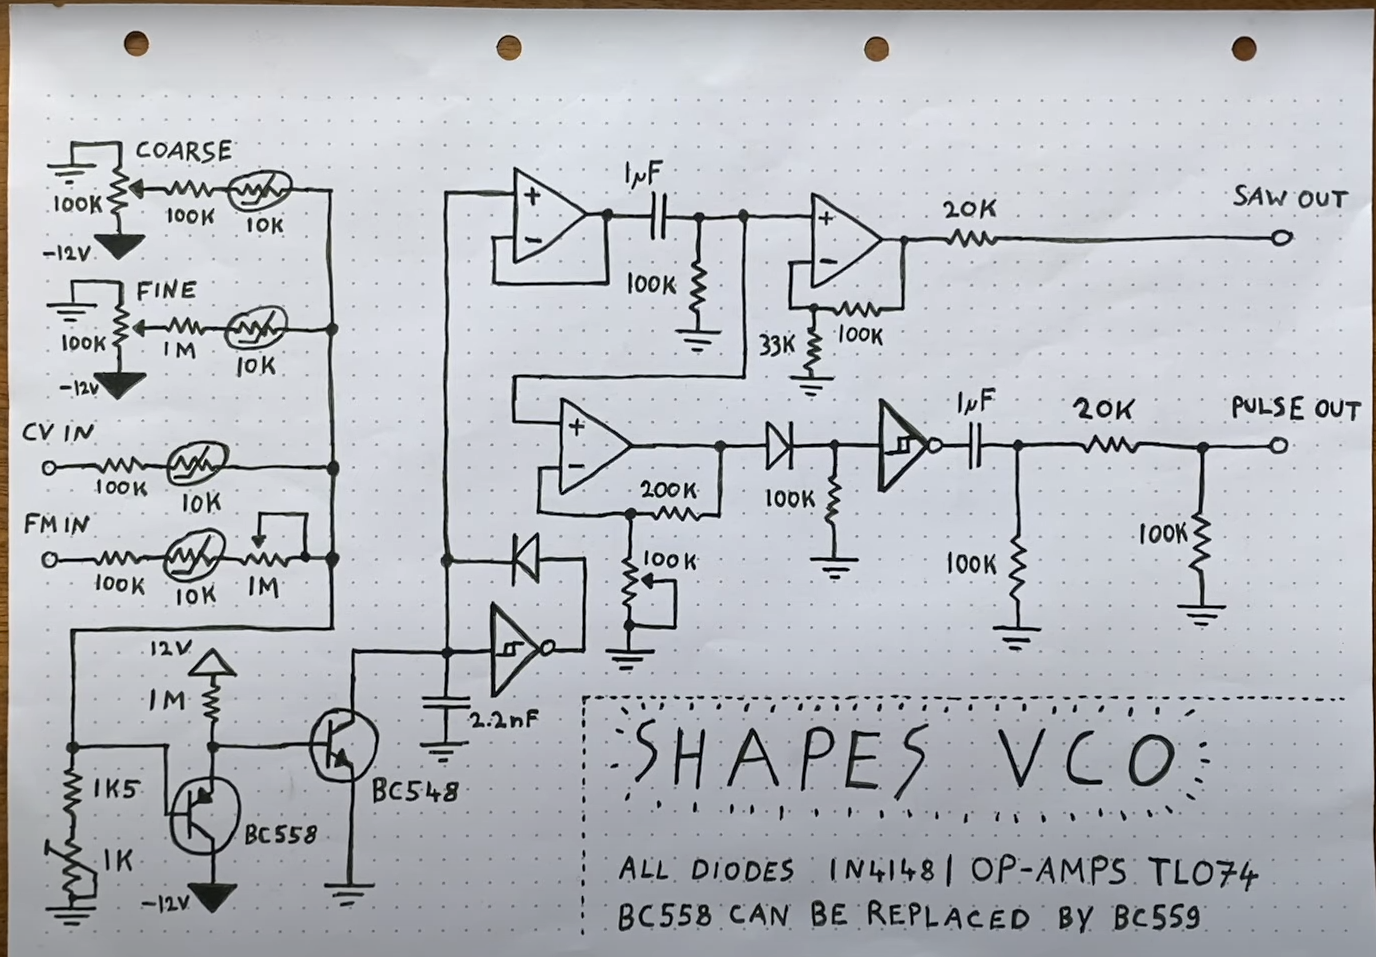 COARSE
100K
100K
10K
-12V
FINE
100K
1M
10K
-12V
CV IN
100K
10K
FM IN
100K
10K
1M
12V
1M
1K5
1K
BC558
-12V
BC548
2.2nF
+
-
1µF
100K
+
-
33K
100K
20K
SAW OUT
+
-
200K
100K
100K
1µF
100K
20K
100K
PULSE OUT
SHAPES VCO
ALL DIODES 1N4148 | OP-AMPS TL074
BC558 CAN BE REPLACED BY BC559